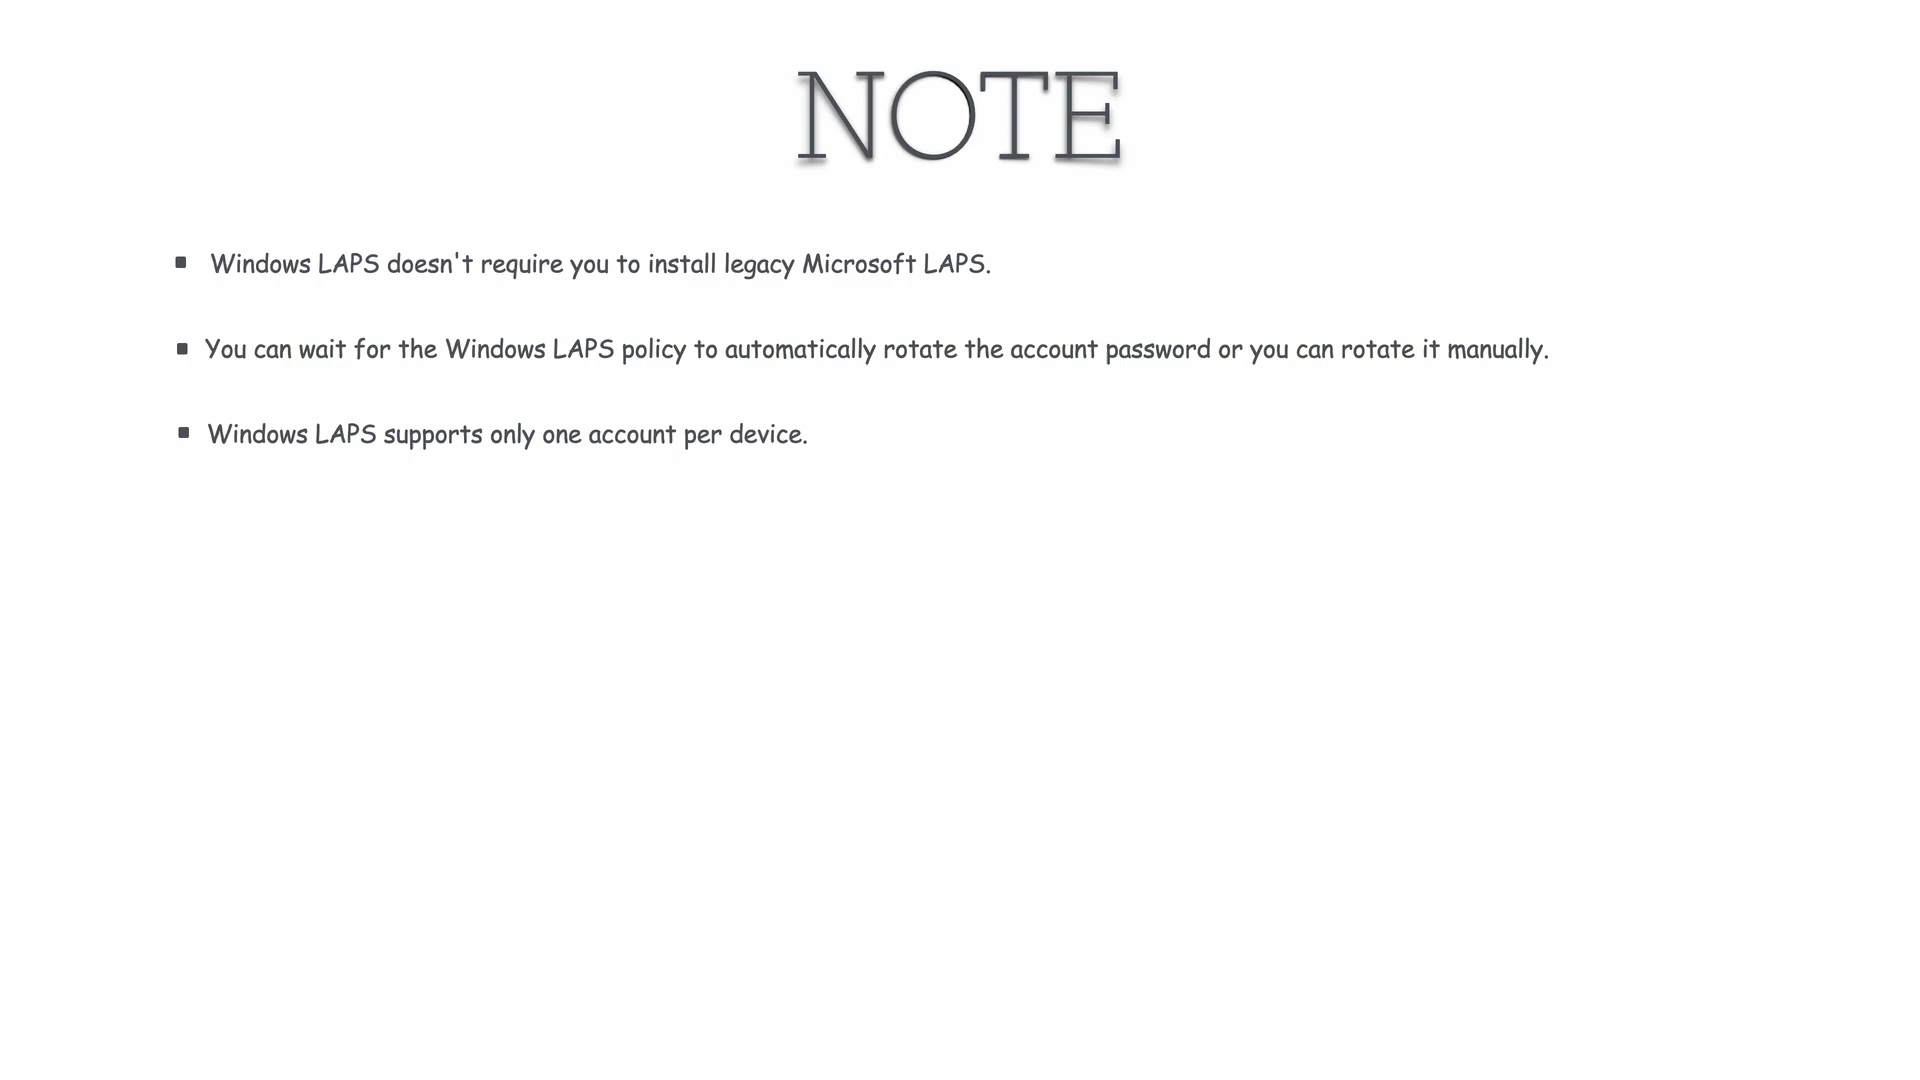 NOTE
▪ Windows LAPS doesn't require you to install legacy Microsoft LAPS.
▪ You can wait for the Windows LAPS policy to automatically rotate the account password or you can rotate it manually.
▪ Windows LAPS supports only one account per device.